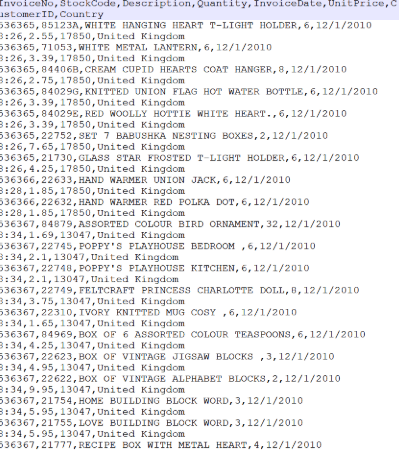 InvoiceNo,StockCode,Description,Quantity,InvoiceDate,UnitPrice,C
ustomerID,Country
536365,85123A,WHITE HANGING HEART T-LIGHT HOLDER,6,12/1/2010
8:26,2.55,17850,United Kingdom
536365,71053,WHITE METAL LANTERN,6,12/1/2010
8:26,3.39,17850,United Kingdom
536365,84406B,CREAM CUPID HEARTS COAT HANGER,8,12/1/2010
8:26,2.75,17850,United Kingdom
536365,84029G,KNITTED UNION FLAG HOT WATER BOTTLE,6,12/1/2010
8:26,3.39,17850,United Kingdom
536365,84029E,RED WOOLLY HOTTIE WHITE HEART.,6,12/1/2010
8:26,3.39,17850,United Kingdom
536365,22752,SET 7 BABUSHKA NESTING BOXES,2,12/1/2010
8:26,7.65,17850,United Kingdom
536365,21730,GLASS STAR FROSTED T-LIGHT HOLDER,6,12/1/2010
8:26,4.25,17850,United Kingdom
536366,22633,HAND WARMER UNION JACK,6,12/1/2010
8:28,1.85,17850,United Kingdom
536366,22632,HAND WARMER RED POLKA DOT,6,12/1/2010
8:28,1.85,17850,United Kingdom
536367,84879,ASSORTED COLOUR BIRD ORNAMENT,32,12/1/2010
8:34,1.69,13047,United Kingdom
536367,22745,POPPY'S PLAYHOUSE BEDROOM ,6,12/1/2010
8:34,2.1,13047,United Kingdom
536367,22748,POPPY'S PLAYHOUSE KITCHEN,6,12/1/2010
8:34,2.1,13047,United Kingdom
536367,22749,FELTCRAFT PRINCESS CHARLOTTE DOLL,8,12/1/2010
8:34,3.75,13047,United Kingdom
536367,22310,IVORY KNITTED MUG COSY ,6,12/1/2010
8:34,1.65,13047,United Kingdom
536367,84969,BOX OF 6 ASSORTED COLOUR TEASPOONS,6,12/1/2010
8:34,4.25,13047,United Kingdom
536367,22623,BOX OF VINTAGE JIGSAW BLOCKS ,3,12/1/2010
8:34,4.95,13047,United Kingdom
536367,22622,BOX OF VINTAGE ALPHABET BLOCKS,2,12/1/2010
8:34,9.95,13047,United Kingdom
536367,21754,HOME BUILDING BLOCK WORD,3,12/1/2010
8:34,5.95,13047,United Kingdom
536367,21755,LOVE BUILDING BLOCK WORD,3,12/1/2010
8:34,5.95,13047,United Kingdom
536367,21777,RECIPE BOX WITH METAL HEART,4,12/1/2010